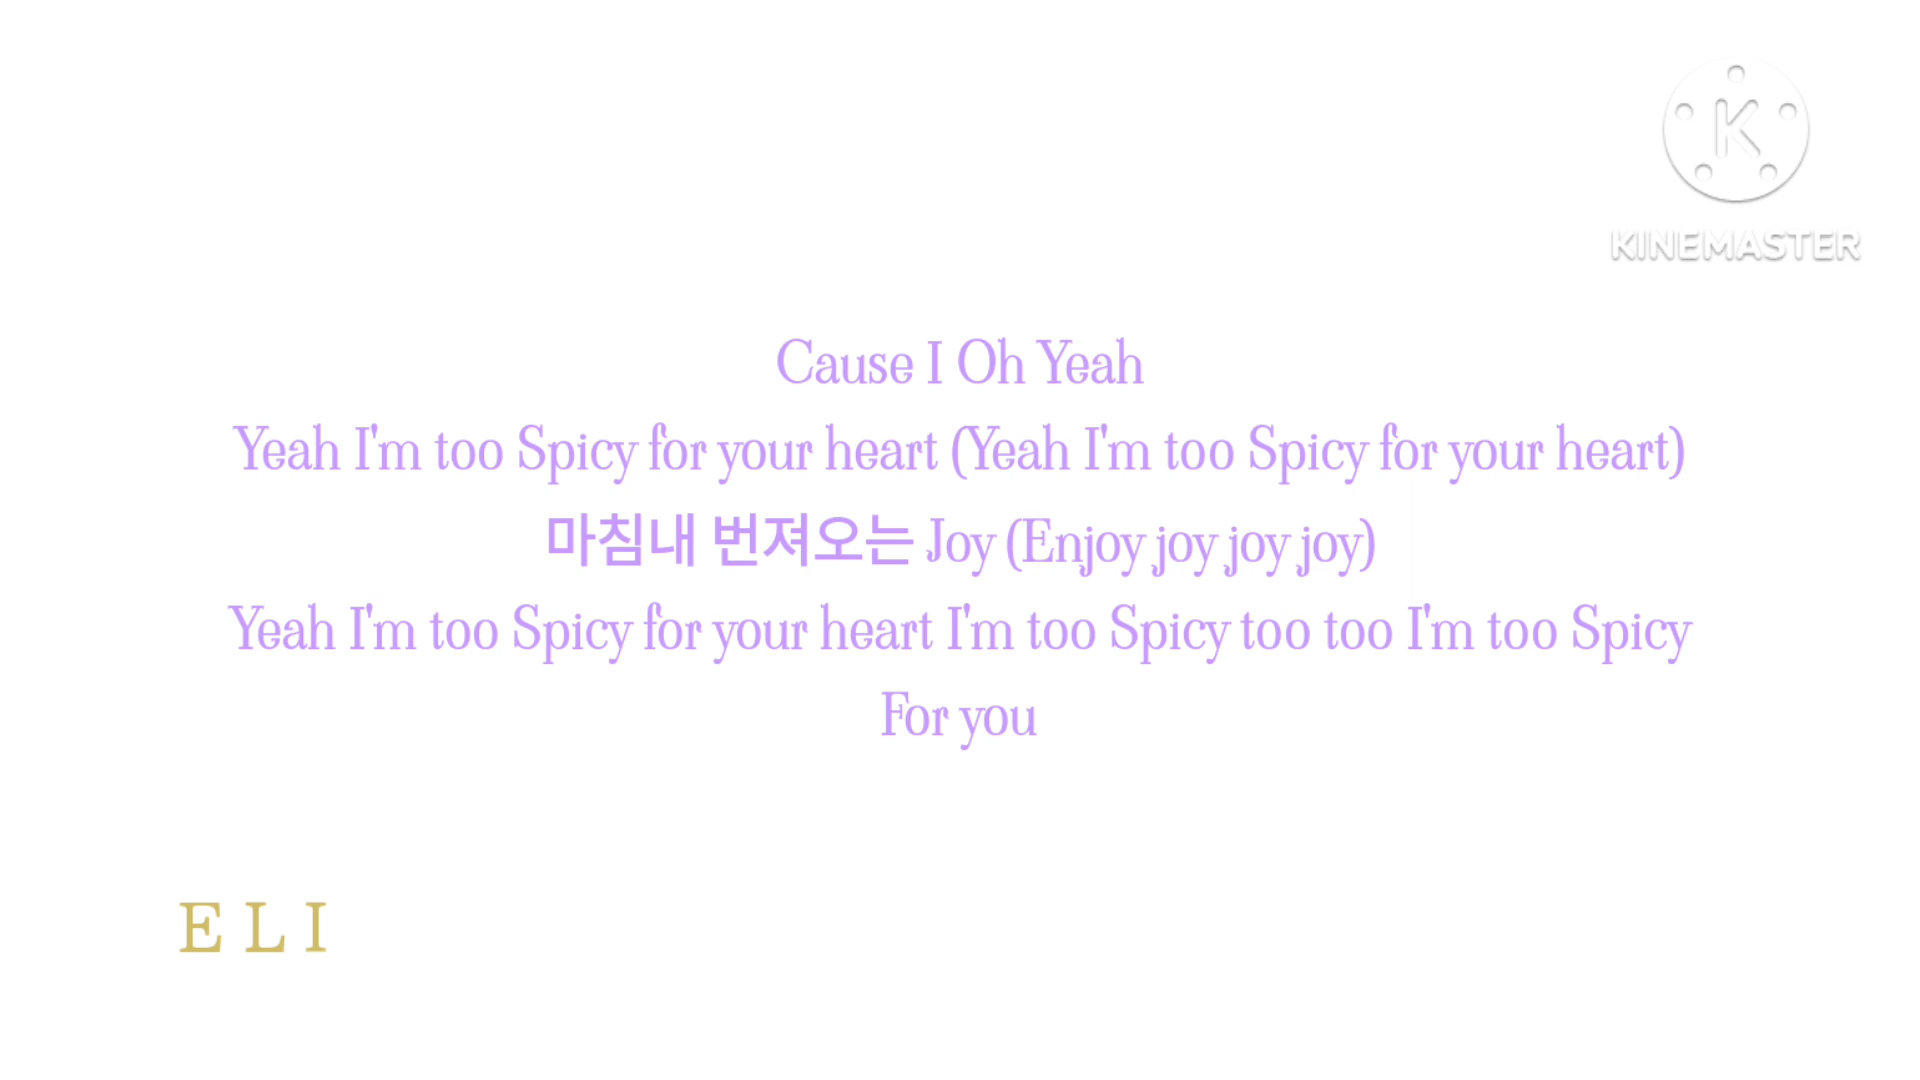 KINEMASTER
Cause I Oh Yeah
Yeah I'm too Spicy for your heart (Yeah I'm too Spicy for your heart)
마침내 번져오는 Joy (Enjoy joy joy joy)
Yeah I'm too Spicy for your heart I'm too Spicy too too I'm too Spicy
For you
ELI